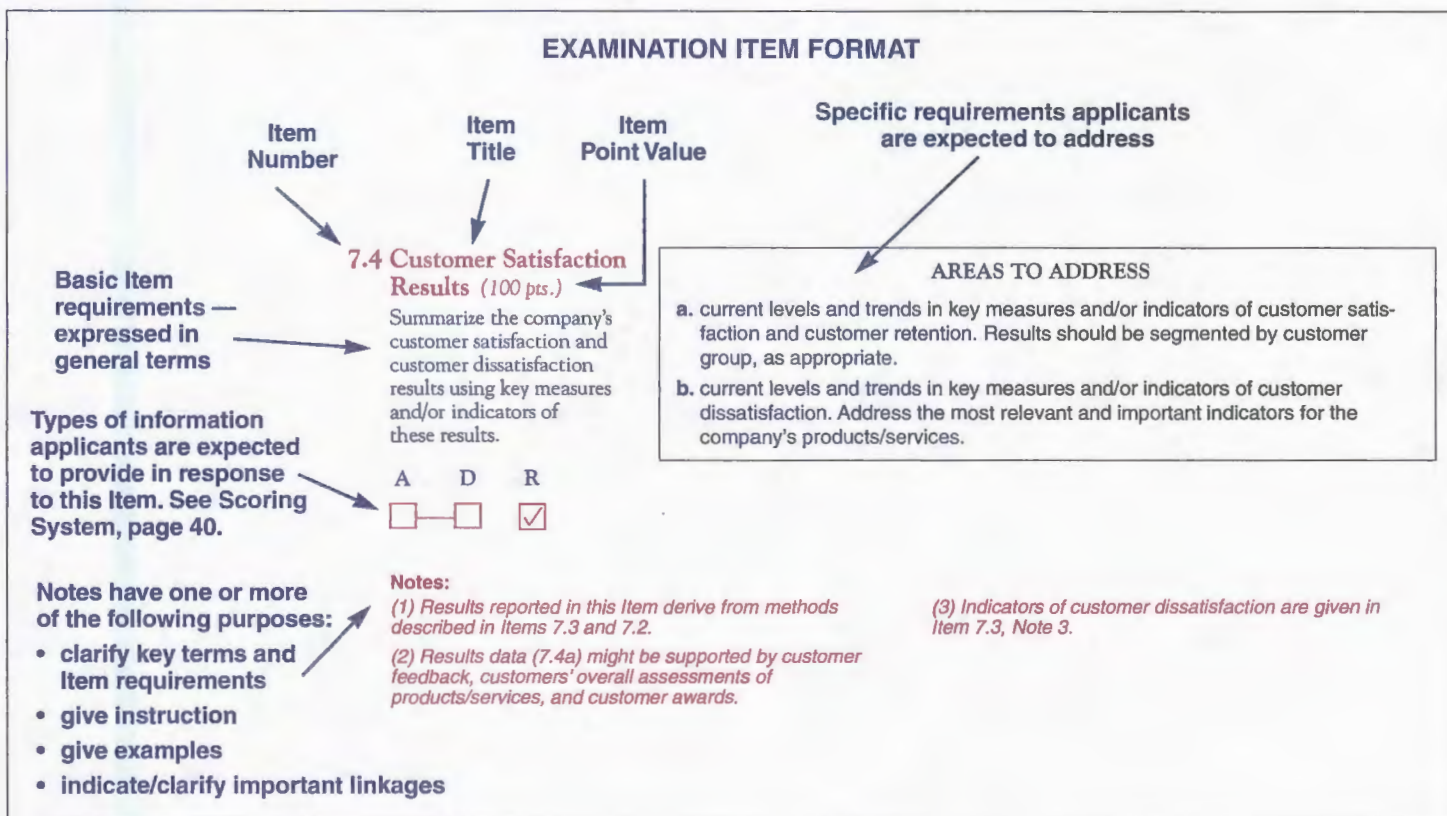 EXAMINATION ITEM FORMAT
Item
Number
Item
Title
Item
Point Value
Specific requirements applicants
are expected to address
7.4 Customer Satisfaction
Results (100 pts.)
Basic Item
requirements —
expressed in
general terms
Summarize the company's
customer satisfaction and
customer dissatisfaction
results using key measures
and/or indicators of
these results.
AREAS TO ADDRESS
a. current levels and trends in key measures and/or indicators of customer satis-
faction and customer retention. Results should be segmented by customer
group, as appropriate.
b. current levels and trends in key measures and/or indicators of customer
dissatisfaction. Address the most relevant and important indicators for the
company's products/services.
Types of information
applicants are expected
to provide in response
to this Item. See Scoring
System, page 40.
A D R
Notes have one or more
of the following purposes:
• clarify key terms and
Item requirements
• give instruction
• give examples
• indicate/clarify important linkages
Notes:
(1) Results reported in this Item derive from methods
described in Items 7.3 and 7.2.
(2) Results data (7.4a) might be supported by customer
feedback, customers' overall assessments of
products/services, and customer awards.
(3) Indicators of customer dissatisfaction are given in
Item 7.3, Note 3.